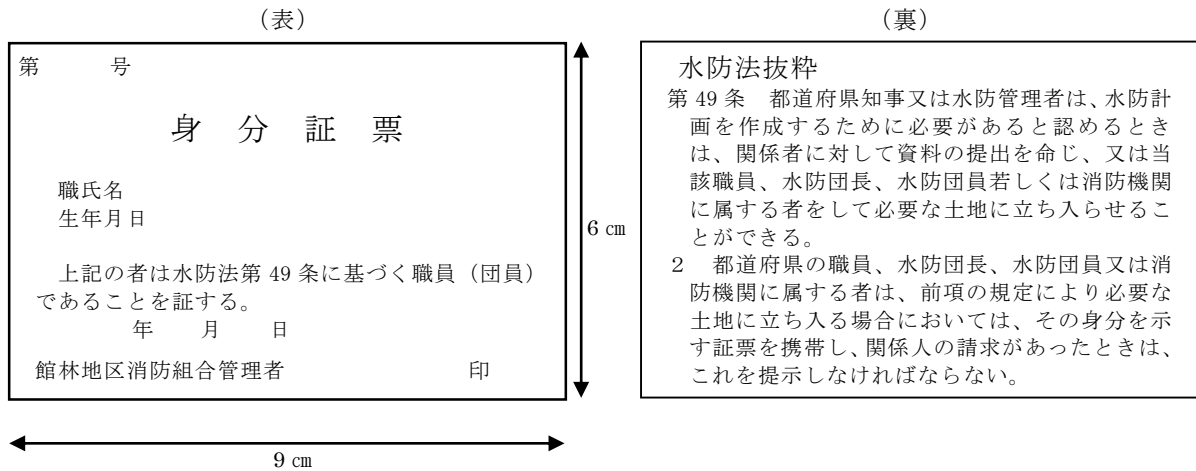 （表）
第　　　号
身　分　証　票
職氏名
生年月日
上記の者は水防法第 49 条に基づく職員（団員）
であることを証する。
年　　月　　日
館林地区消防組合管理者　　　　　　　　　印
6 ㎝
9 ㎝
（裏）
水防法抜粋
第 49 条　都道府県知事又は水防管理者は、水防計
画を作成するために必要があると認めるとき
は、関係者に対して資料の提出を命じ、又は当
該職員、水防団長、水防団員若しくは消防機関
に属する者をして必要な土地に立ち入らせるこ
とができる。
２　都道府県の職員、水防団長、水防団員又は消
防機関に属する者は、前項の規定により必要な
土地に立ち入る場合においては、その身分を示
す証票を携帯し、関係人の請求があったときは、
これを提示しなければならない。